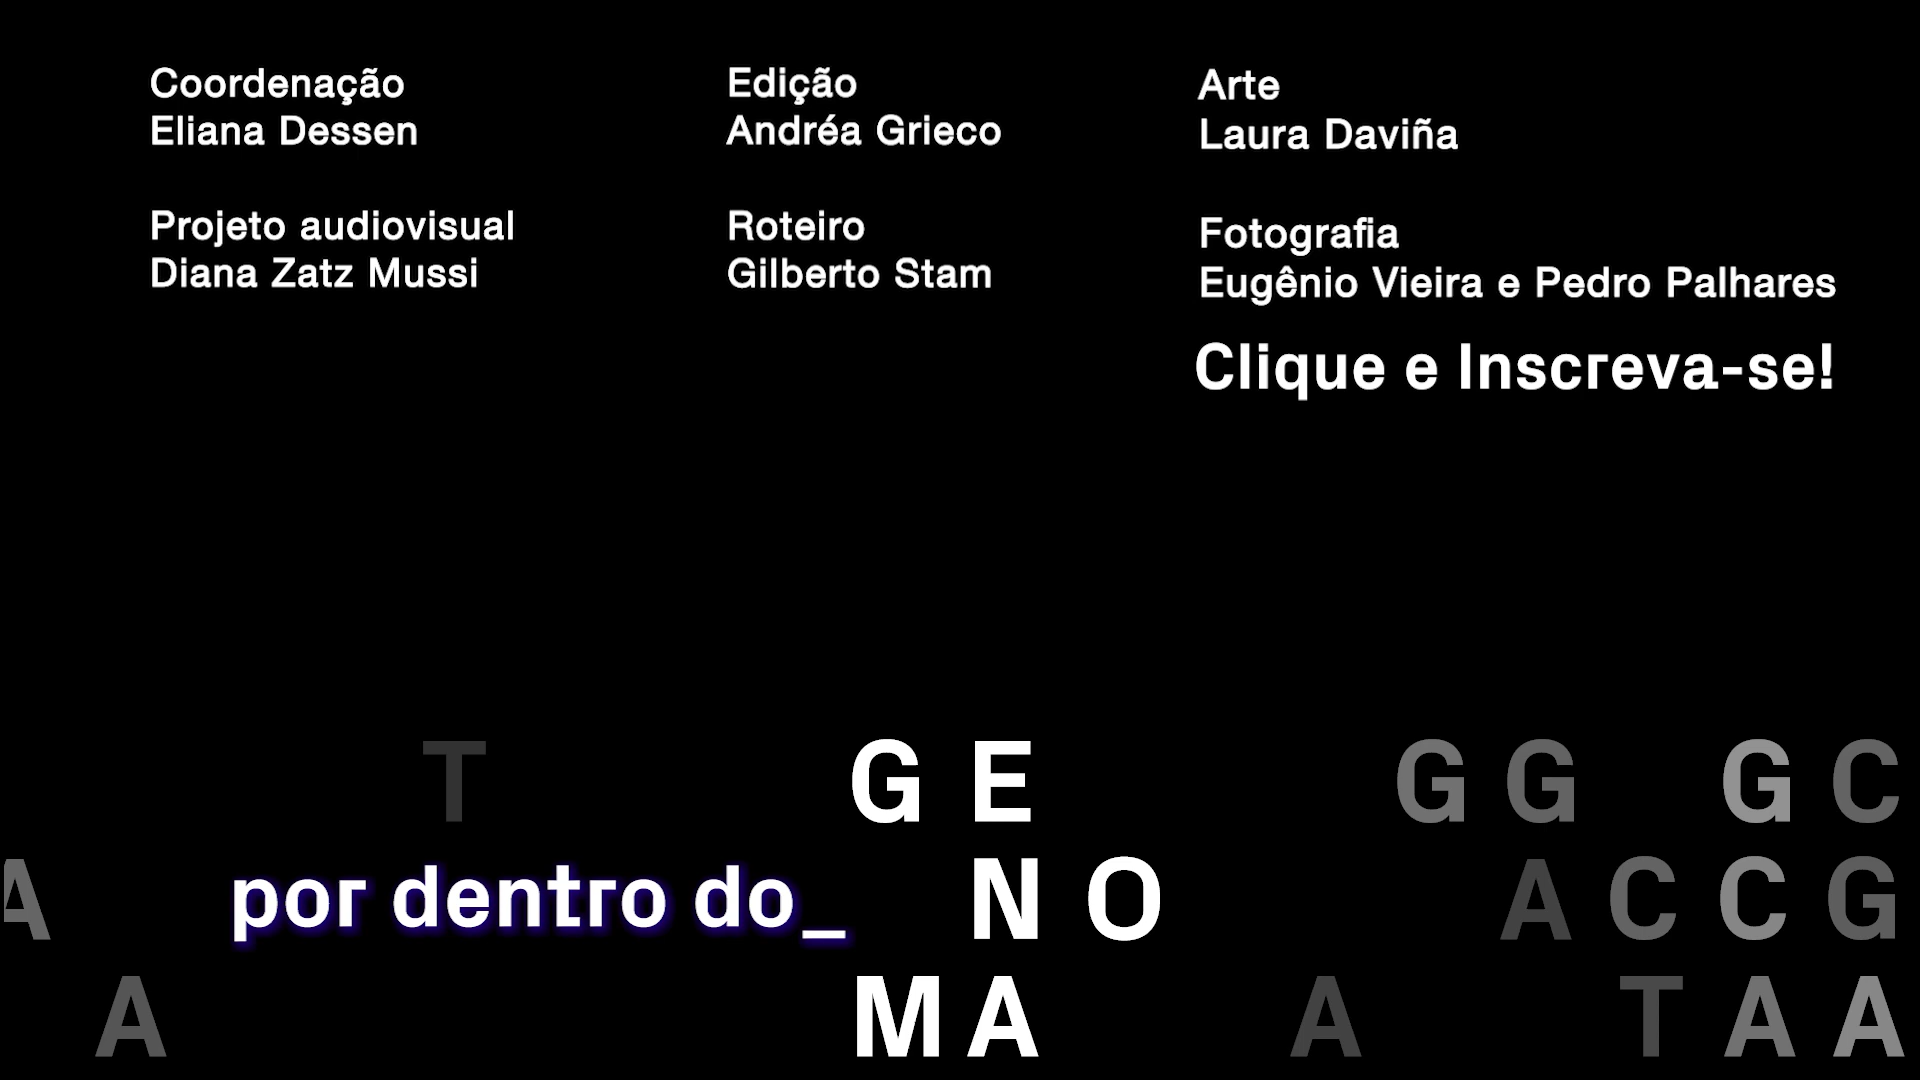 Coordenação
Eliana Dessen
Projeto audiovisual
Diana Zatz Mussi
Edição
Andréa Grieco
Roteiro
Gilberto Stam
Arte
Laura Daviña
Fotografia
Eugênio Vieira e Pedro Palhares
Clique e Inscreva-se!
T G E G G G C
A por dentro do_ N O A C C G
A M A A T A A